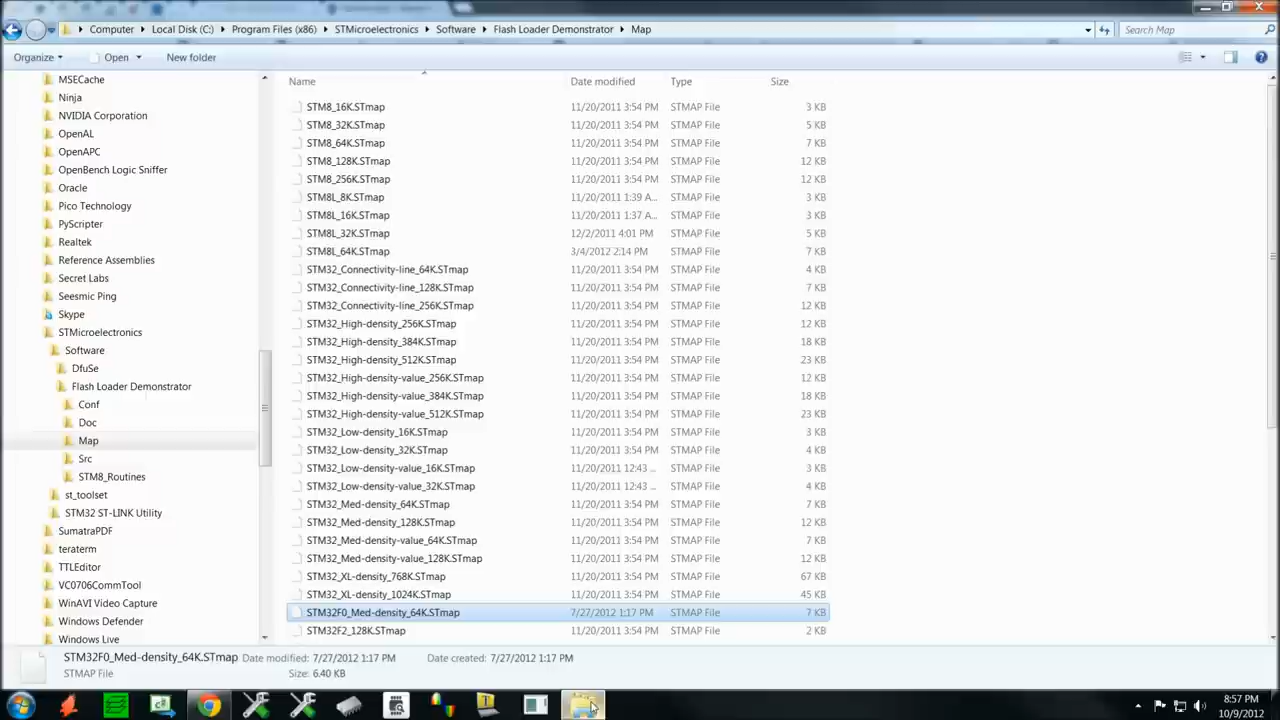 Computer ▸ Local Disk (C:) ▸ Program Files (x86) ▸ STMicroelectronics ▸ Software ▸ Flash Loader Demonstrator ▸ Map
Search Map
Organize
Open
New folder
Name Date modified Type Size
MSECache
Ninja
NVIDIA Corporation
OpenAL
OpenAPC
OpenBench Logic Sniffer
Oracle
Pico Technology
PyScripter
Realtek
Reference Assemblies
Secret Labs
Seesmic Ping
Skype
STMicroelectronics
Software
DfuSe
Flash Loader Demonstrator
Conf
Doc
Map
Src
STM8_Routines
st_toolset
STM32 ST-LINK Utility
SumatraPDF
teraterm
TTLEditor
VC0706CommTool
WinAVI Video Capture
Windows Defender
Windows Live
STM8_16K.STmap 11/20/2011 3:54 PM STMAP File 3 KB
STM8_32K.STmap 11/20/2011 3:54 PM STMAP File 5 KB
STM8_64K.STmap 11/20/2011 3:54 PM STMAP File 7 KB
STM8_128K.STmap 11/20/2011 3:54 PM STMAP File 12 KB
STM8_256K.STmap 11/20/2011 3:54 PM STMAP File 12 KB
STM8L_8K.STmap 11/20/2011 1:39 A... STMAP File 3 KB
STM8L_16K.STmap 11/20/2011 1:37 A... STMAP File 3 KB
STM8L_32K.STmap 12/2/2011 4:01 PM STMAP File 5 KB
STM8L_64K.STmap 3/4/2012 2:14 PM STMAP File 7 KB
STM32_Connectivity-line_64K.STmap 11/20/2011 3:54 PM STMAP File 4 KB
STM32_Connectivity-line_128K.STmap 11/20/2011 3:54 PM STMAP File 7 KB
STM32_Connectivity-line_256K.STmap 11/20/2011 3:54 PM STMAP File 12 KB
STM32_High-density_256K.STmap 11/20/2011 3:54 PM STMAP File 12 KB
STM32_High-density_384K.STmap 11/20/2011 3:54 PM STMAP File 18 KB
STM32_High-density_512K.STmap 11/20/2011 3:54 PM STMAP File 23 KB
STM32_High-density-value_256K.STmap 11/20/2011 3:54 PM STMAP File 12 KB
STM32_High-density-value_384K.STmap 11/20/2011 3:54 PM STMAP File 18 KB
STM32_High-density-value_512K.STmap 11/20/2011 3:54 PM STMAP File 23 KB
STM32_Low-density_16K.STmap 11/20/2011 3:54 PM STMAP File 3 KB
STM32_Low-density_32K.STmap 11/20/2011 3:54 PM STMAP File 4 KB
STM32_Low-density-value_16K.STmap 11/20/2011 12:43 ... STMAP File 3 KB
STM32_Low-density-value_32K.STmap 11/20/2011 12:43 ... STMAP File 4 KB
STM32_Med-density_64K.STmap 11/20/2011 3:54 PM STMAP File 7 KB
STM32_Med-density_128K.STmap 11/20/2011 3:54 PM STMAP File 12 KB
STM32_Med-density-value_64K.STmap 11/20/2011 3:54 PM STMAP File 7 KB
STM32_Med-density-value_128K.STmap 11/20/2011 3:54 PM STMAP File 12 KB
STM32_XL-density_768K.STmap 11/20/2011 3:54 PM STMAP File 67 KB
STM32_XL-density_1024K.STmap 11/20/2011 3:54 PM STMAP File 45 KB
STM32F0_Med-density_64K.STmap 7/27/2012 1:17 PM STMAP File 7 KB
STM32F2_128K.STmap 11/20/2011 3:54 PM STMAP File 2 KB
STM32F0_Med-density_64K.STmap Date modified: 7/27/2012 1:17 PM Date created: 7/27/2012 1:17 PM
STMAP File Size: 6.40 KB
8:57 PM
10/9/2012